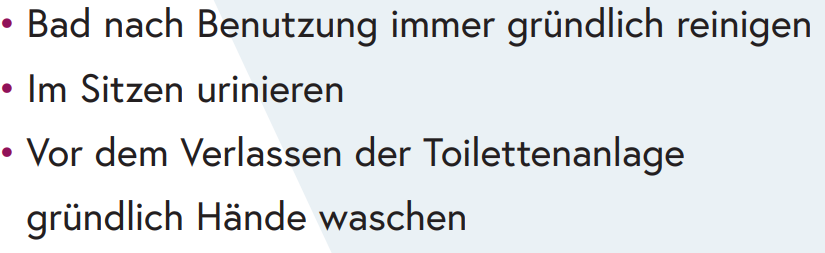 • Bad nach Benutzung immer gründlich reinigen
• Im Sitzen urinieren
• Vor dem Verlassen der Toilettenanlage
gründlich Hände waschen